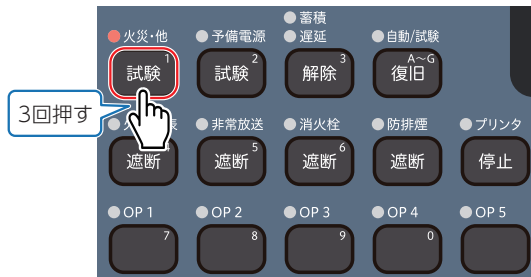 蓄積
火災・他 予備電源 遅延 自動/試験
試験 1 試験 2 解除 3 復旧 A～G
3回押す
表 非常放送 消火栓 防排煙 プリンタ
遮断 遮断 5 遮断 6 遮断 停止
OP 1 OP 2 OP 3 OP 4 OP 5
7 8 9 0